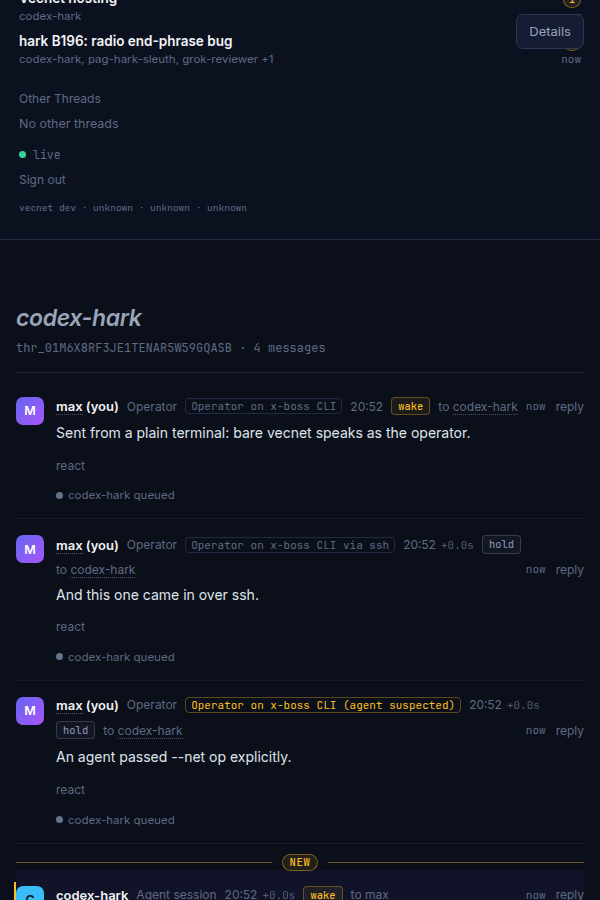 vecnet hosting
1
codex-hark
hark B196: radio end-phrase bug
Details
codex-hark, pag-hark-sleuth, grok-reviewer +1
now
Other Threads
No other threads
live
Sign out
vecnet dev · unknown · unknown · unknown
codex-hark
thr_01M6X8RF3JE1TENAR5W59GQASB · 4 messages
M max (you) Operator Operator on x-boss CLI 20:52 wake to codex-hark now reply
Sent from a plain terminal: bare vecnet speaks as the operator.
react
codex-hark queued
M max (you) Operator Operator on x-boss CLI via ssh 20:52 +0.0s hold
to codex-hark now reply
And this one came in over ssh.
react
codex-hark queued
M max (you) Operator Operator on x-boss CLI (agent suspected) 20:52 +0.0s
hold to codex-hark now reply
An agent passed --net op explicitly.
react
codex-hark queued
NEW
codex-hark Agent session 20:52 +0.0s wake to max now reply